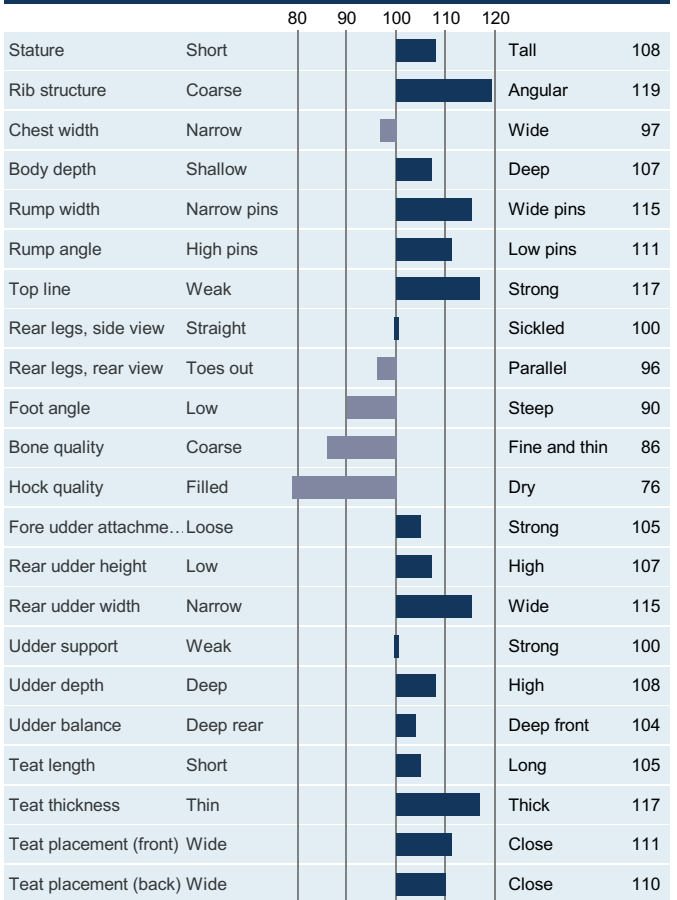 80 90 100 110 120
Stature Short Tall 108
Rib structure Coarse Angular 119
Chest width Narrow Wide 97
Body depth Shallow Deep 107
Rump width Narrow pins Wide pins 115
Rump angle High pins Low pins 111
Top line Weak Strong 117
Rear legs, side view Straight Sickled 100
Rear legs, rear view Toes out Parallel 96
Foot angle Low Steep 90
Bone quality Coarse Fine and thin 86
Hock quality Filled Dry 76
Fore udder attachme... Loose Strong 105
Rear udder height Low High 107
Rear udder width Narrow Wide 115
Udder support Weak Strong 100
Udder depth Deep High 108
Udder balance Deep rear Deep front 104
Teat length Short Long 105
Teat thickness Thin Thick 117
Teat placement (front) Wide Close 111
Teat placement (back) Wide Close 110